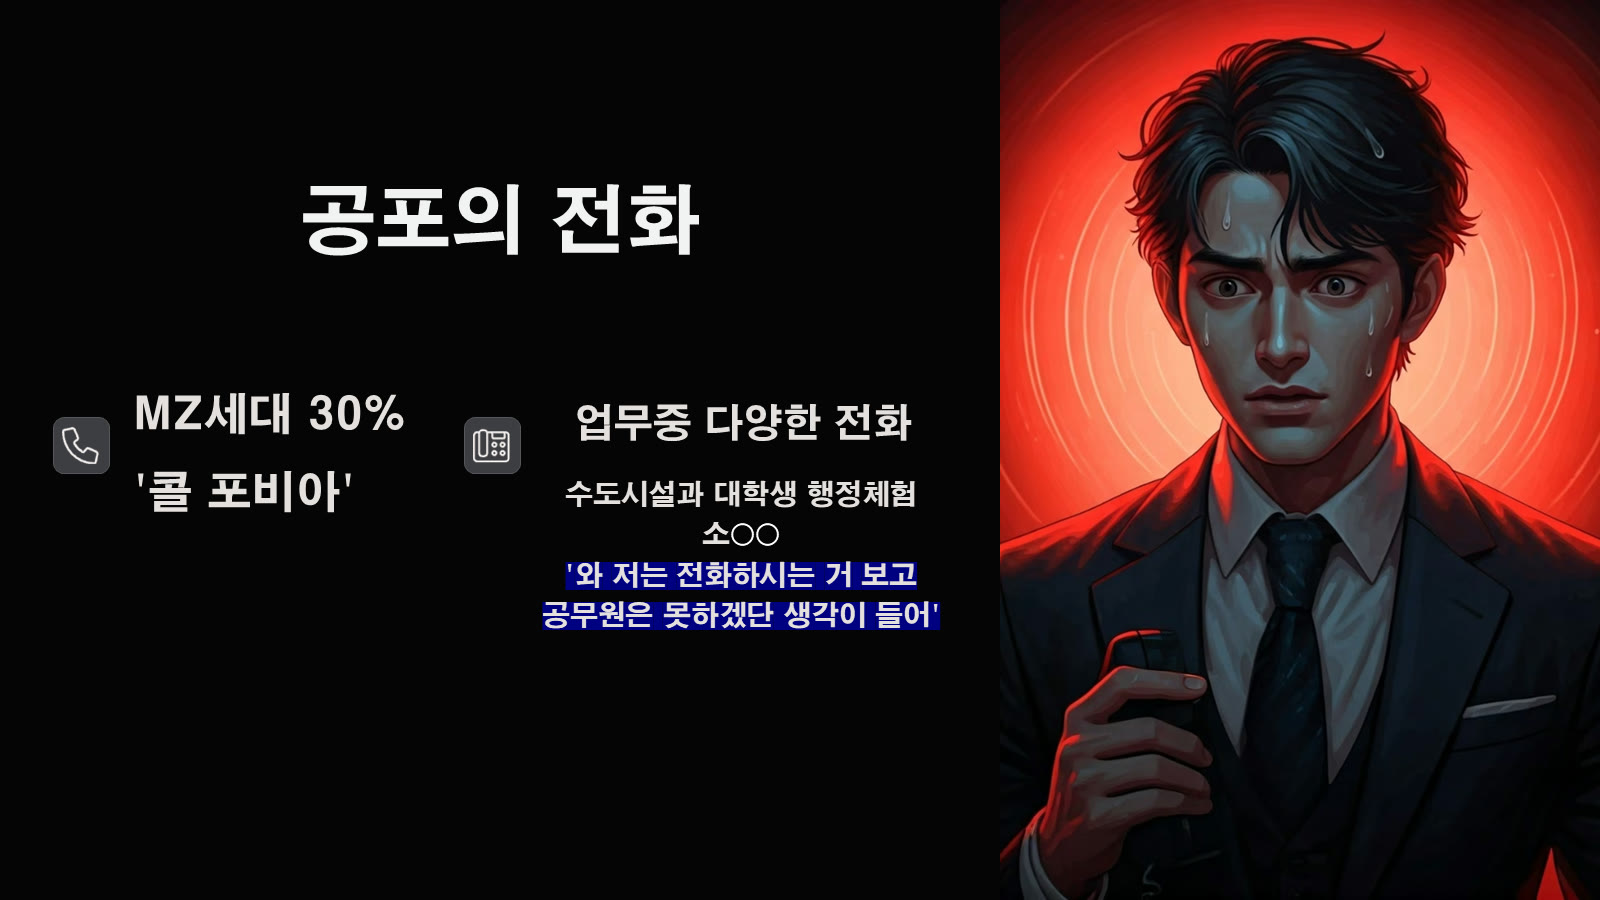 공포의 전화
MZ세대 30%
'콜 포비아'
업무중 다양한 전화
수도시설과 대학생 행정체험
소○○
'와 저는 전화하시는 거 보고
공무원은 못하겠단 생각이 들어'